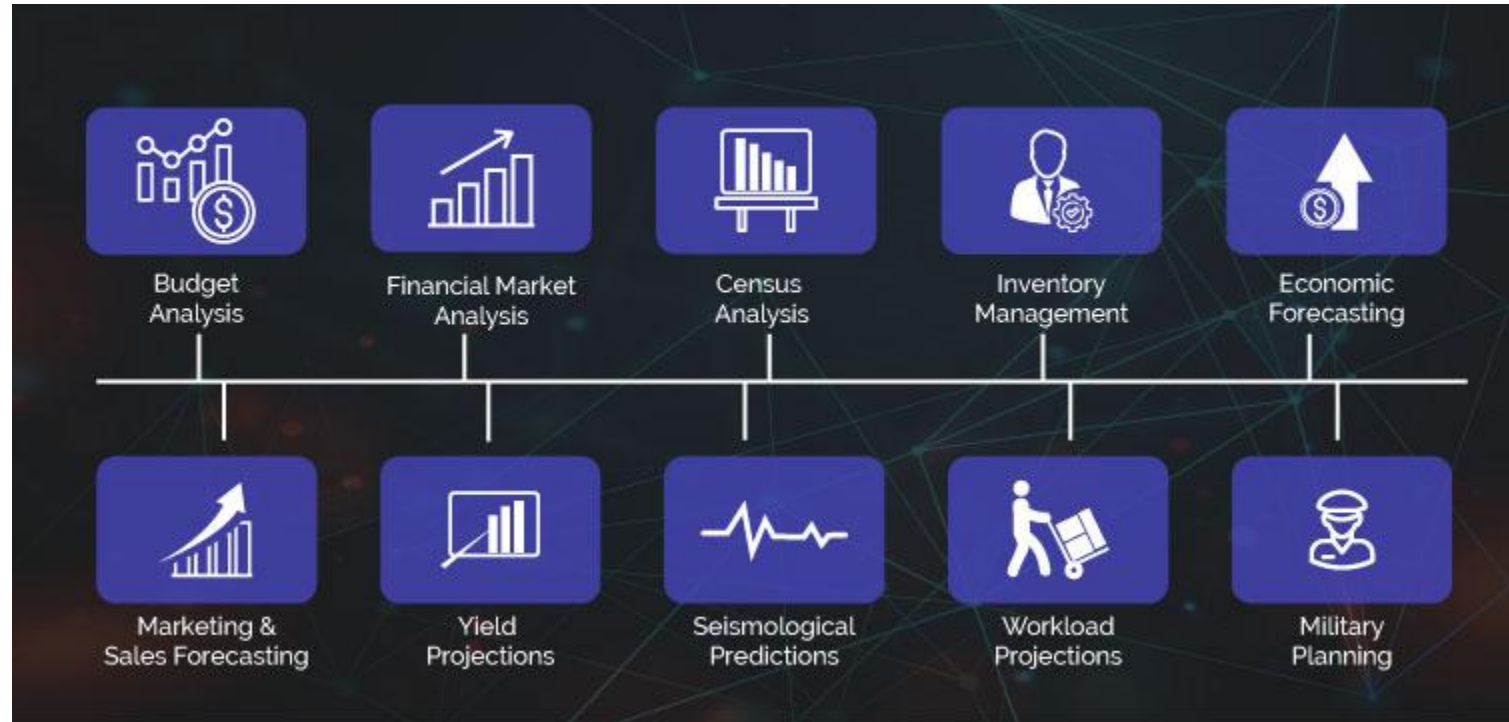 Budget
Analysis
Financial Market
Analysis
Census
Analysis
Inventory
Management
Economic
Forecasting
Marketing &
Sales Forecasting
Yield
Projections
Seismological
Predictions
Workload
Projections
Military
Planning